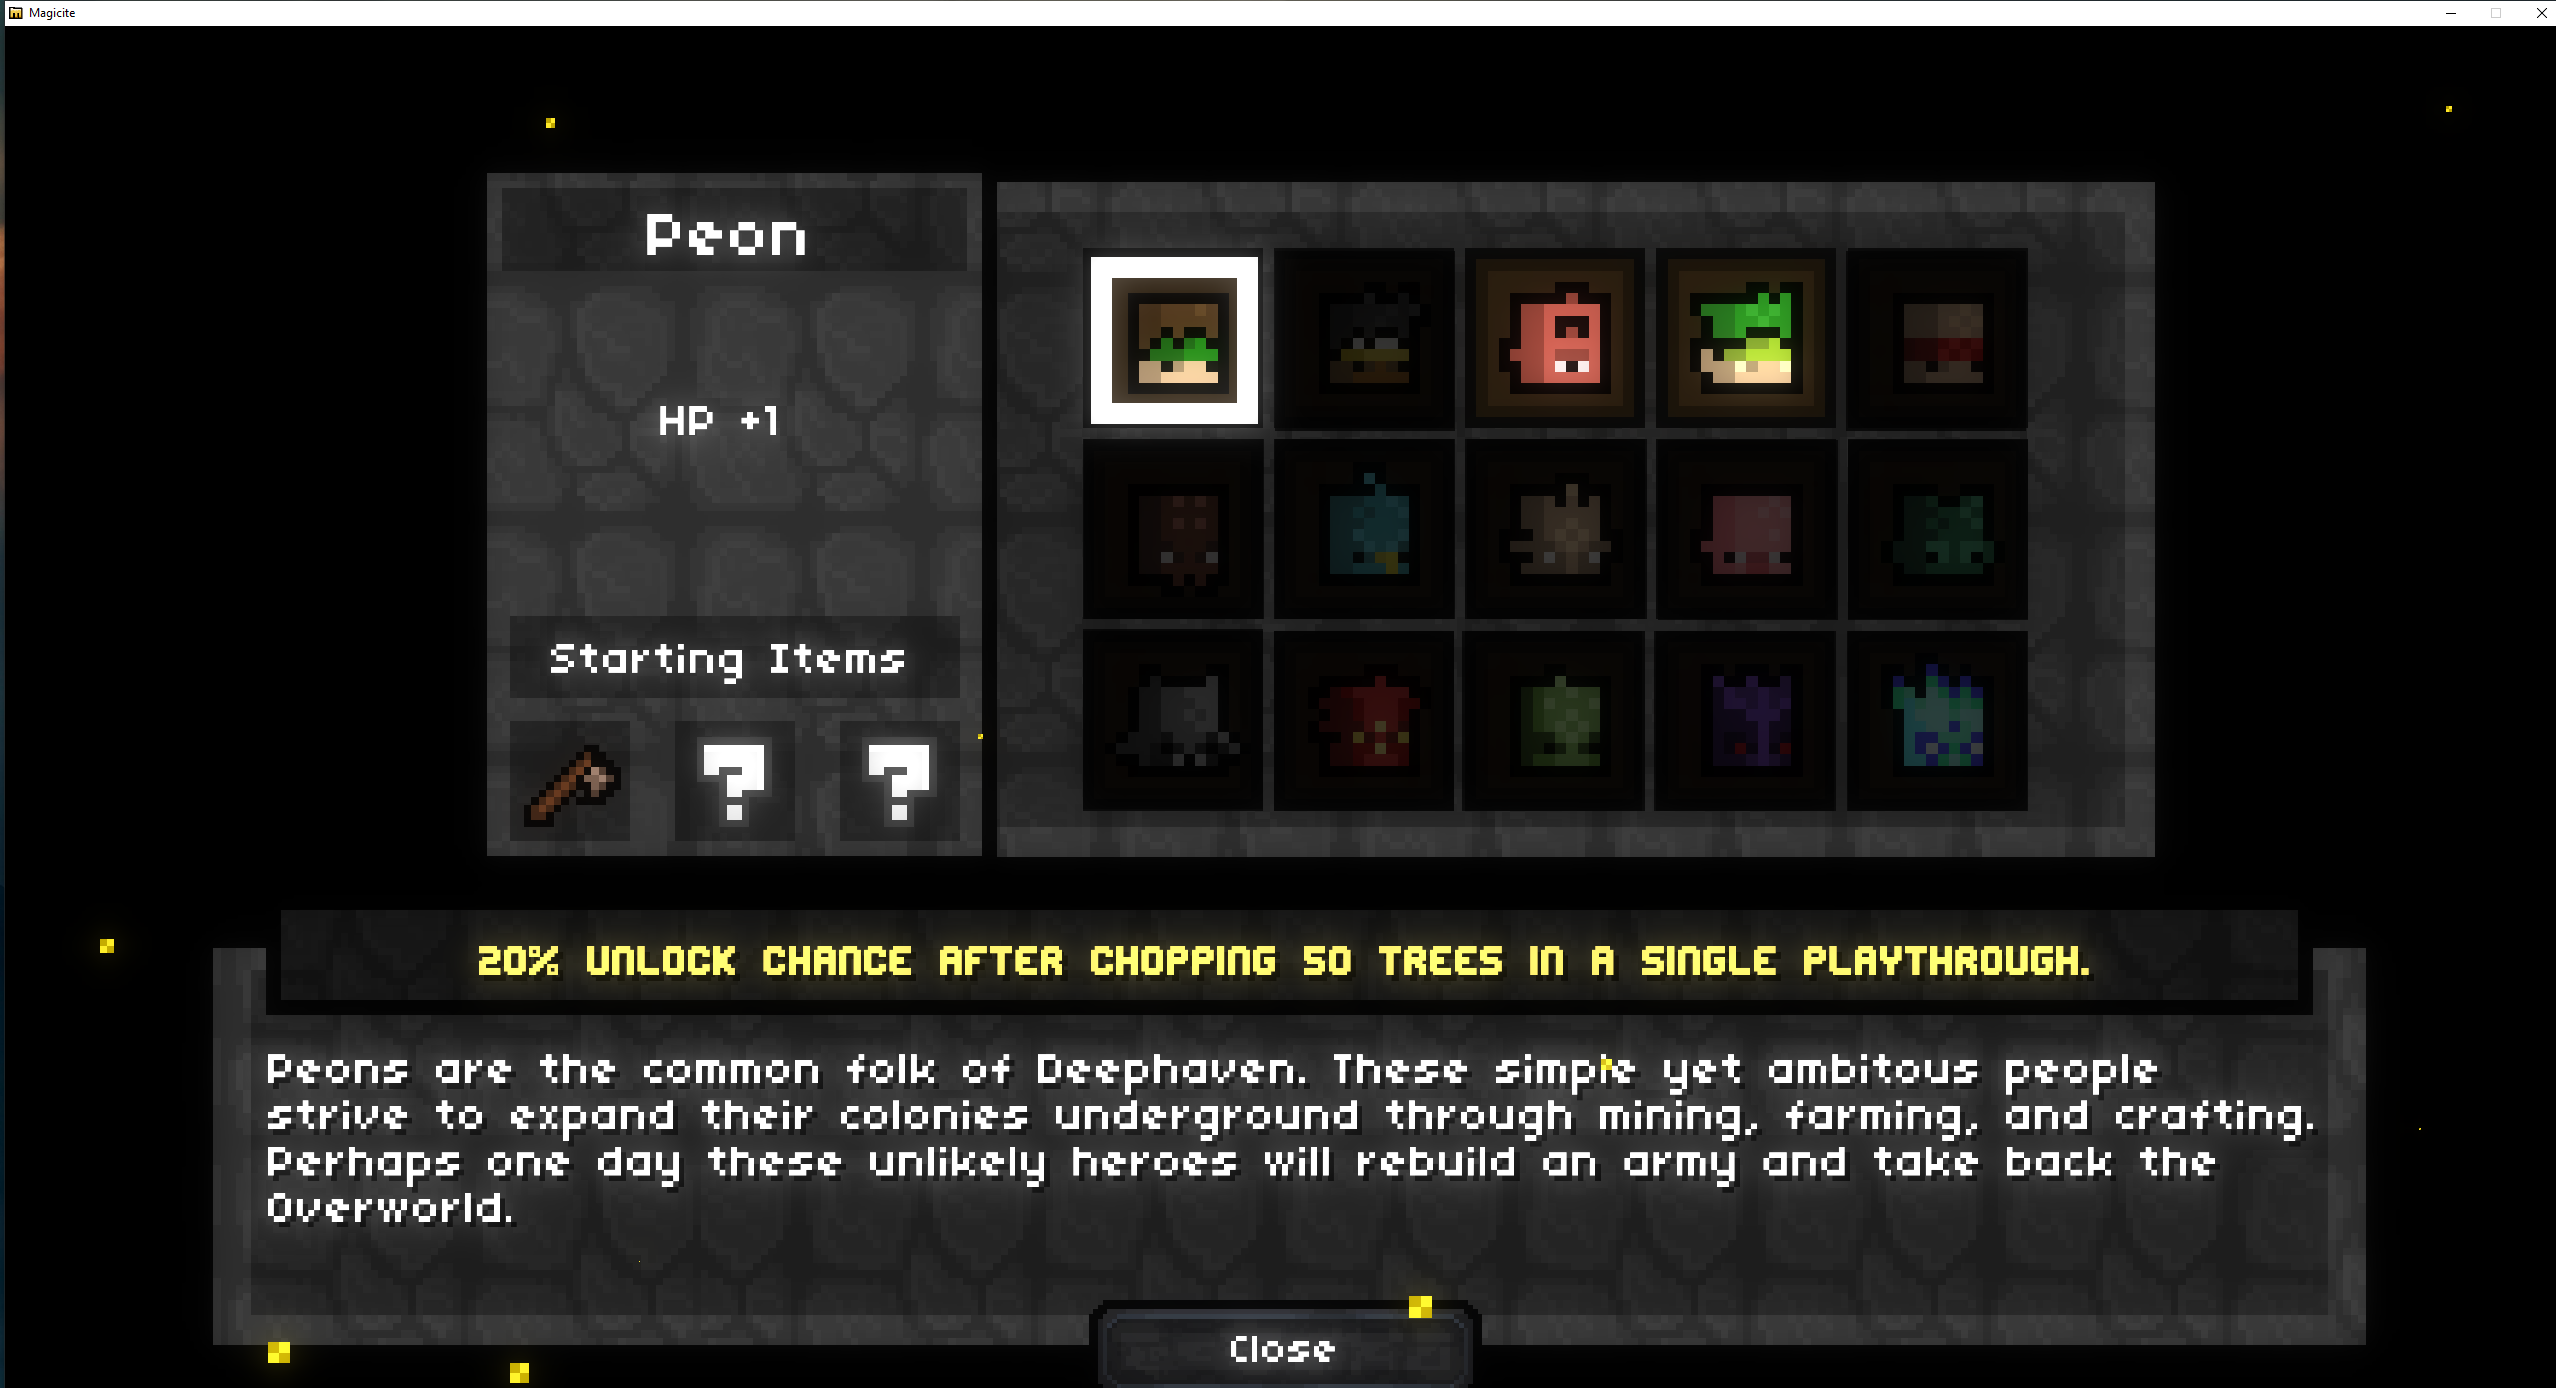 Magicite
Peon
HP +1
Starting Items
? ?
20% UNLOCK CHANCE AFTER CHOPPING 50 TREES IN A SINGLE PLAYTHROUGH.
Peons are the common folk of Deephaven. These simple yet ambitous people
strive to expand their colonies underground through mining, farming, and crafting.
Perhaps one day these unlikely heroes will rebuild an army and take back the
Overworld.
Close